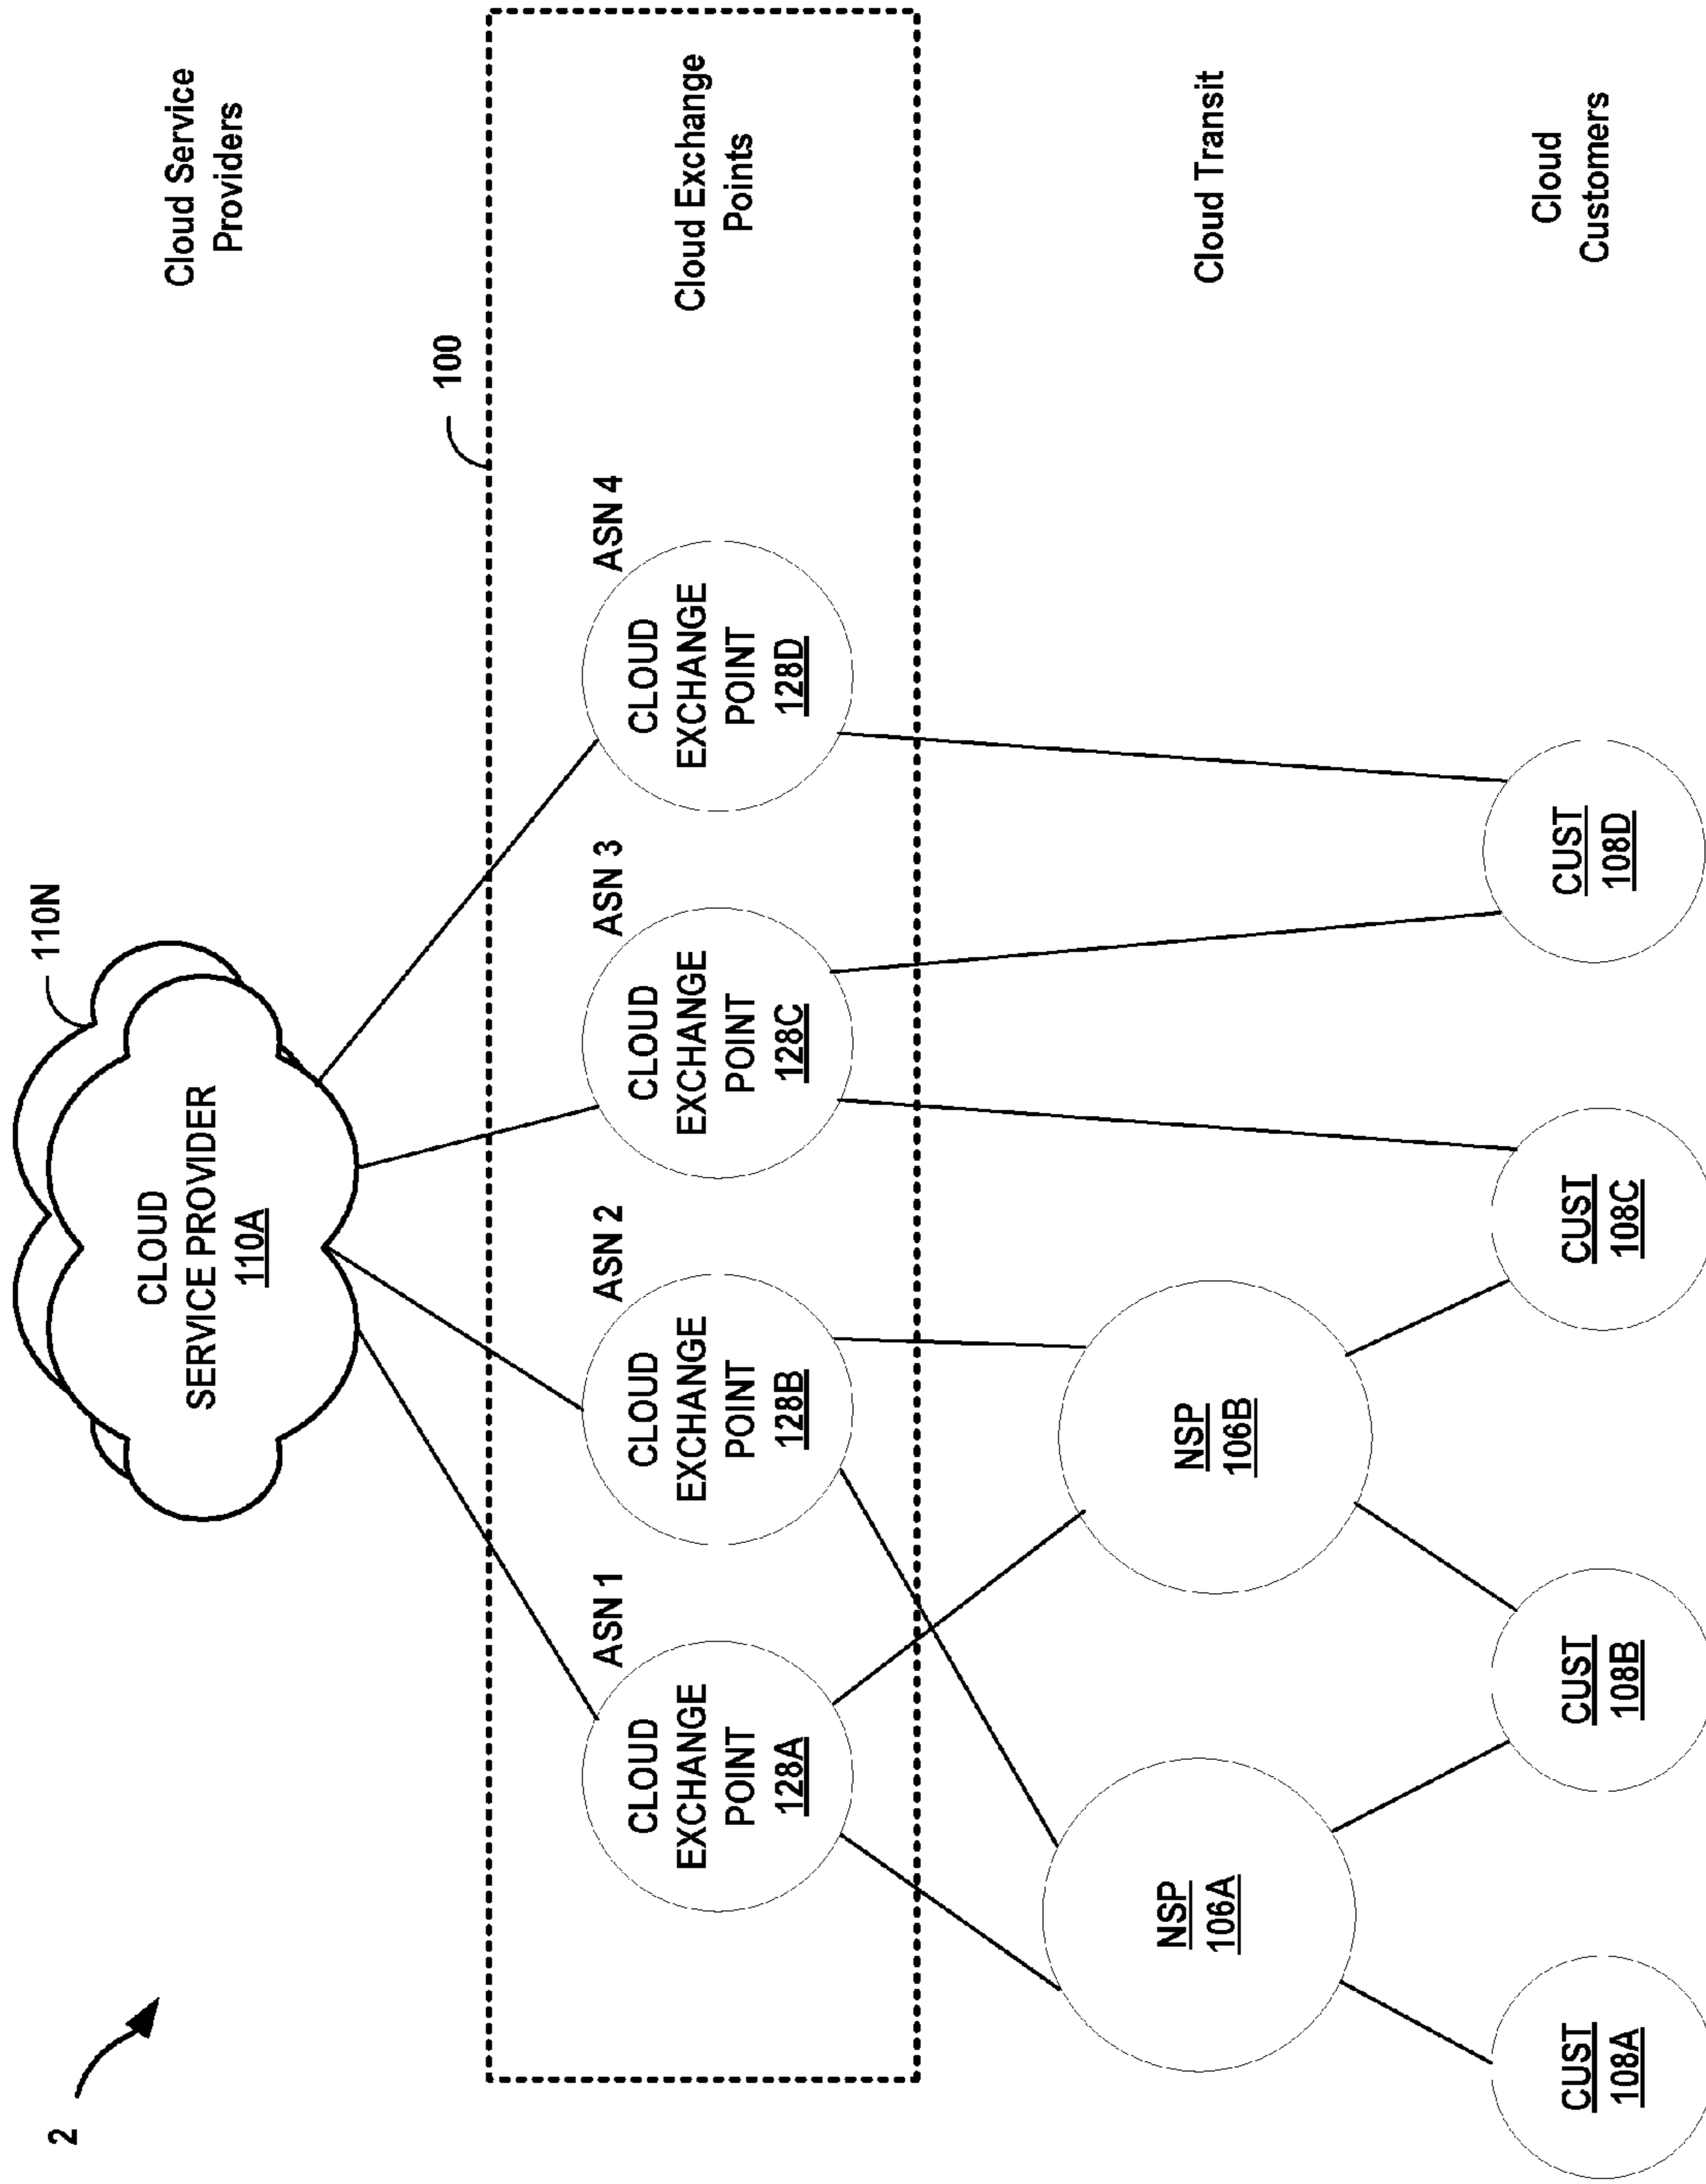 2
110N
CLOUD
SERVICE PROVIDER
110A
Cloud Service
Providers
100
ASN 1
ASN 2
ASN 3
ASN 4
CLOUD
EXCHANGE
POINT
128A
CLOUD
EXCHANGE
POINT
128B
CLOUD
EXCHANGE
POINT
128C
CLOUD
EXCHANGE
POINT
128D
Cloud Exchange
Points
NSP
106A
NSP
106B
Cloud Transit
CUST
108A
CUST
108B
CUST
108C
CUST
108D
Cloud
Customers